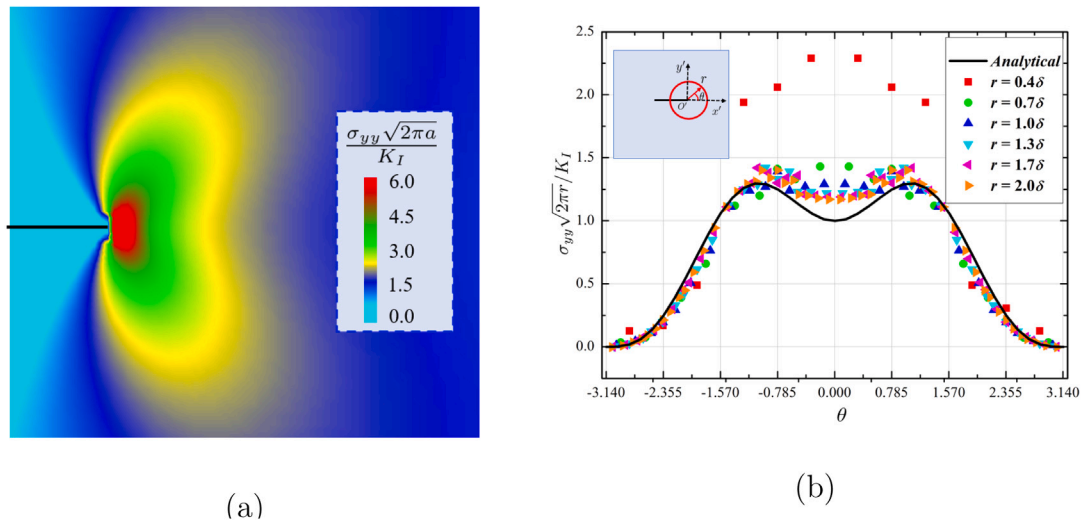 σyy√2πa
K_I
6.0
4.5
3.0
1.5
0.0
(a)
2.5
2.0
1.5
1.0
0.5
0.0
σyy√2πr/K_I
y′
r
θ
O′
x′
Analytical
r = 0.4δ
r = 0.7δ
r = 1.0δ
r = 1.3δ
r = 1.7δ
r = 2.0δ
-3.140 -2.355 -1.570 -0.785 0.000 0.785 1.570 2.355 3.140
θ
(b)